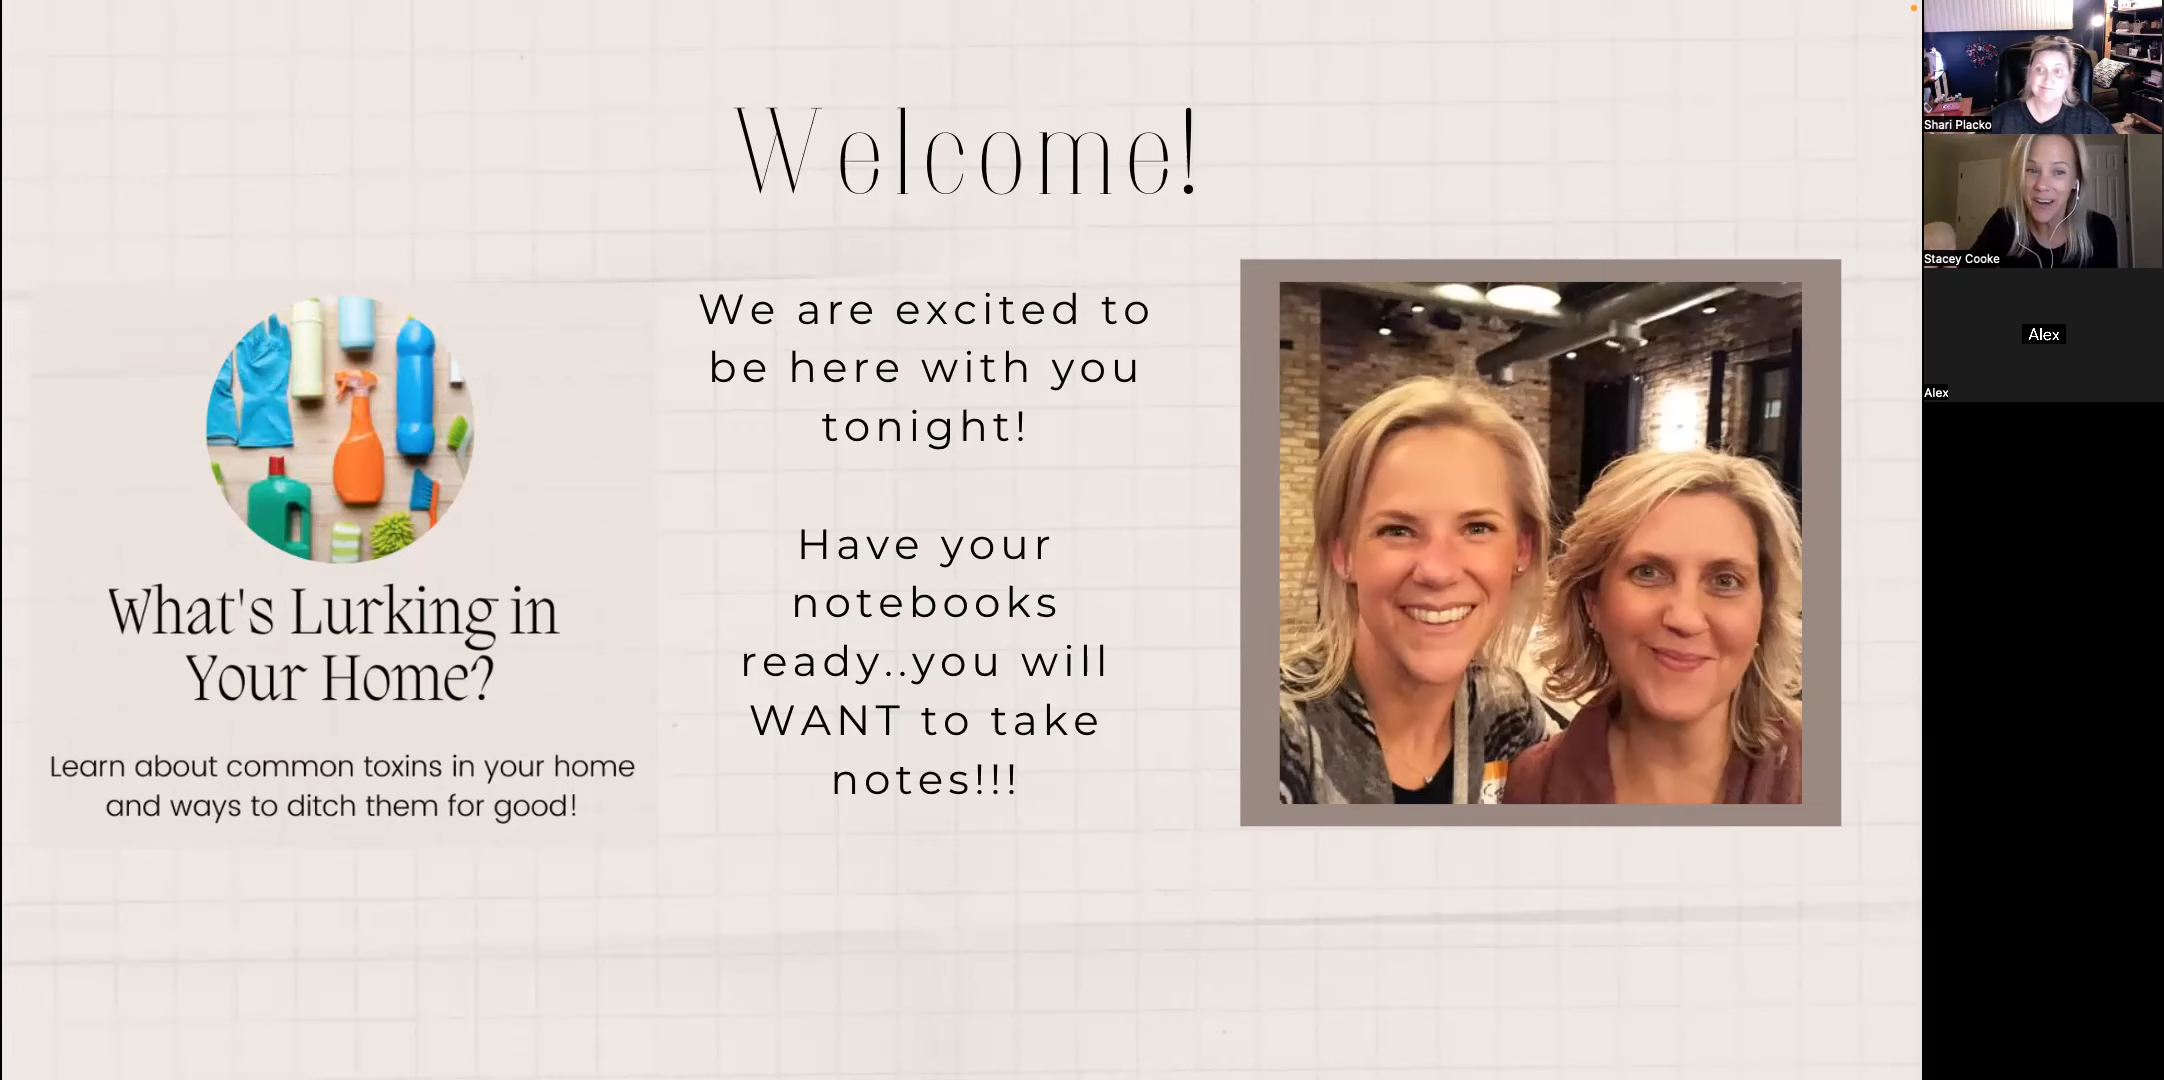 Welcome!
What's Lurking in
Your Home?
Learn about common toxins in your home
and ways to ditch them for good!
We are excited to
be here with you
tonight!
Have your
notebooks
ready..you will
WANT to take
notes!!!
Shari Placko
Stacey Cooke
Alex
Alex